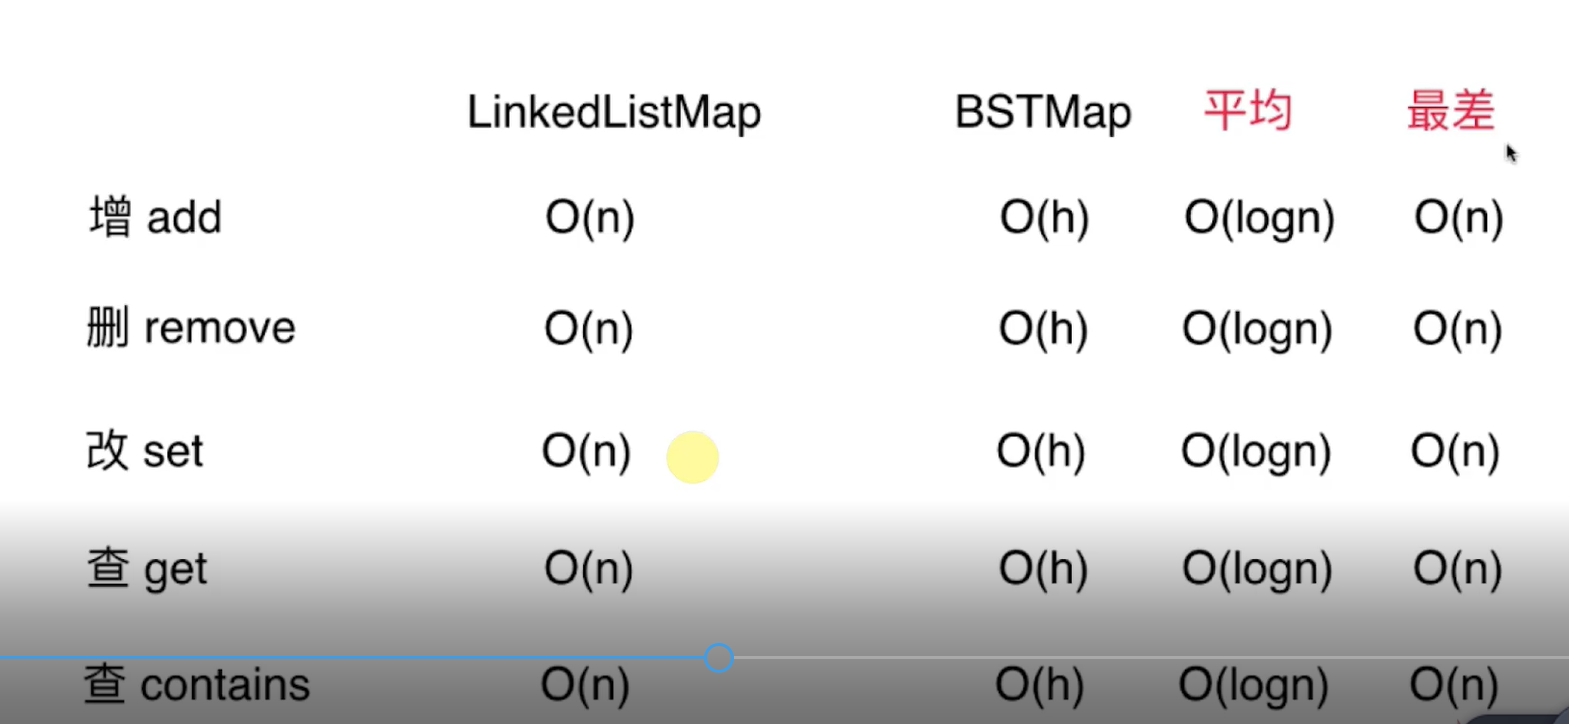 LinkedListMap BSTMap 平均 最差
增 add O(n) O(h) O(logn) O(n)
删 remove O(n) O(h) O(logn) O(n)
改 set O(n) O(h) O(logn) O(n)
查 get O(n) O(h) O(logn) O(n)
查 contains O(n) O(h) O(logn) O(n)